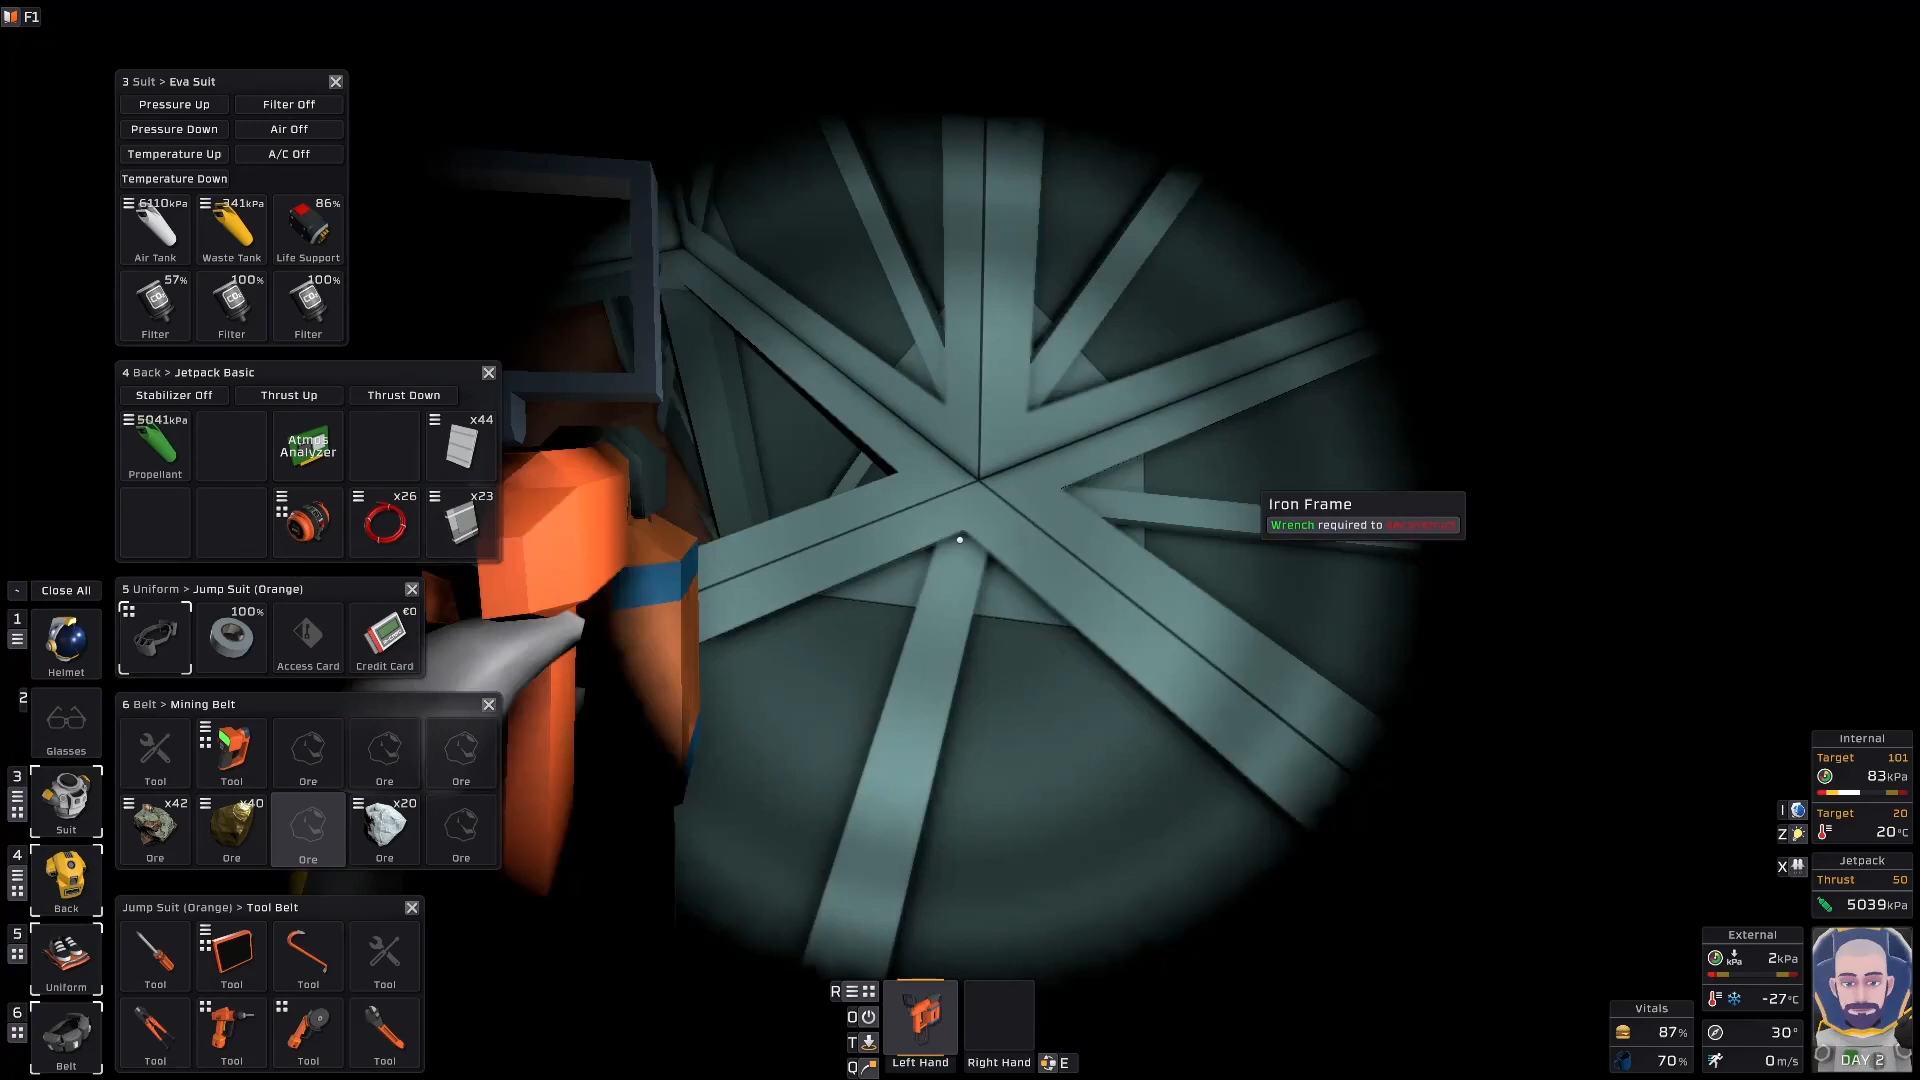 F1
3 Suit > Eva Suit
Pressure Up
Filter Off
Pressure Down
Air Off
Temperature Up
A/C Off
Temperature Down
6110kPa
341kPa
86%
Air Tank
Waste Tank
Life Support
57%
100%
100%
Filter
Filter
Filter
4 Back > Jetpack Basic
Stabilizer Off
Thrust Up
Thrust Down
5041kPa
x44
Atmos
Analyzer
Propellant
x26
x23
5 Uniform > Jump Suit (Orange)
100%
€0
Access Card
Credit Card
6 Belt > Mining Belt
Tool
Tool
Ore
Ore
Ore
x42
x40
x20
Ore
Ore
Ore
Ore
Ore
Jump Suit (Orange) > Tool Belt
Tool
Tool
Tool
Tool
Tool
Tool
Tool
Tool
~
Close All
1
Helmet
2
Glasses
3
Suit
4
Back
5
Uniform
6
Belt
Iron Frame
Wrench required to deconstruct
R
O
T
Q
Left Hand
Right Hand
E
Internal
Target 101
83kPa
I
Target 20
Z
20°C
X
Jetpack
Thrust 50
5039kPa
External
kPa
2kPa
-27°C
30°
0m/s
Vitals
87%
70%
DAY 2